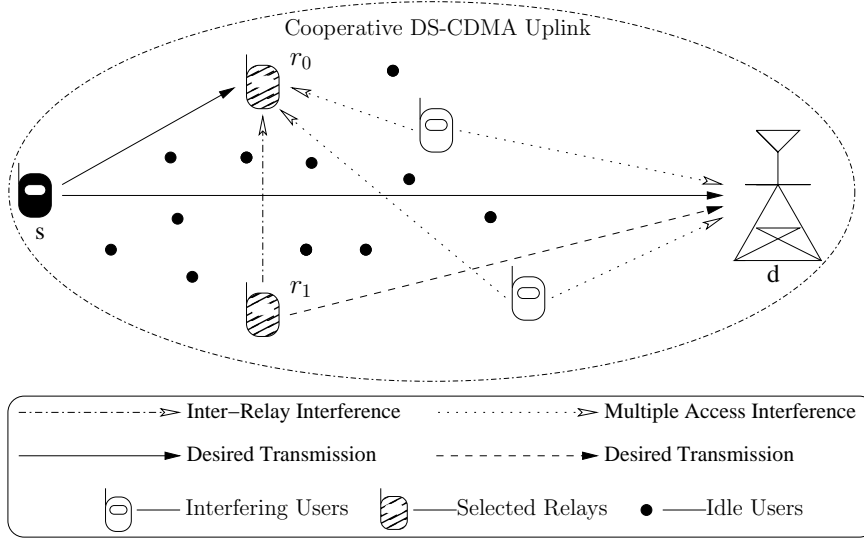 Cooperative DS-CDMA Uplink
r0
s
r1
d
Inter–Relay Interference
Multiple Access Interference
Desired Transmission
Desired Transmission
Interfering Users
Selected Relays
Idle Users